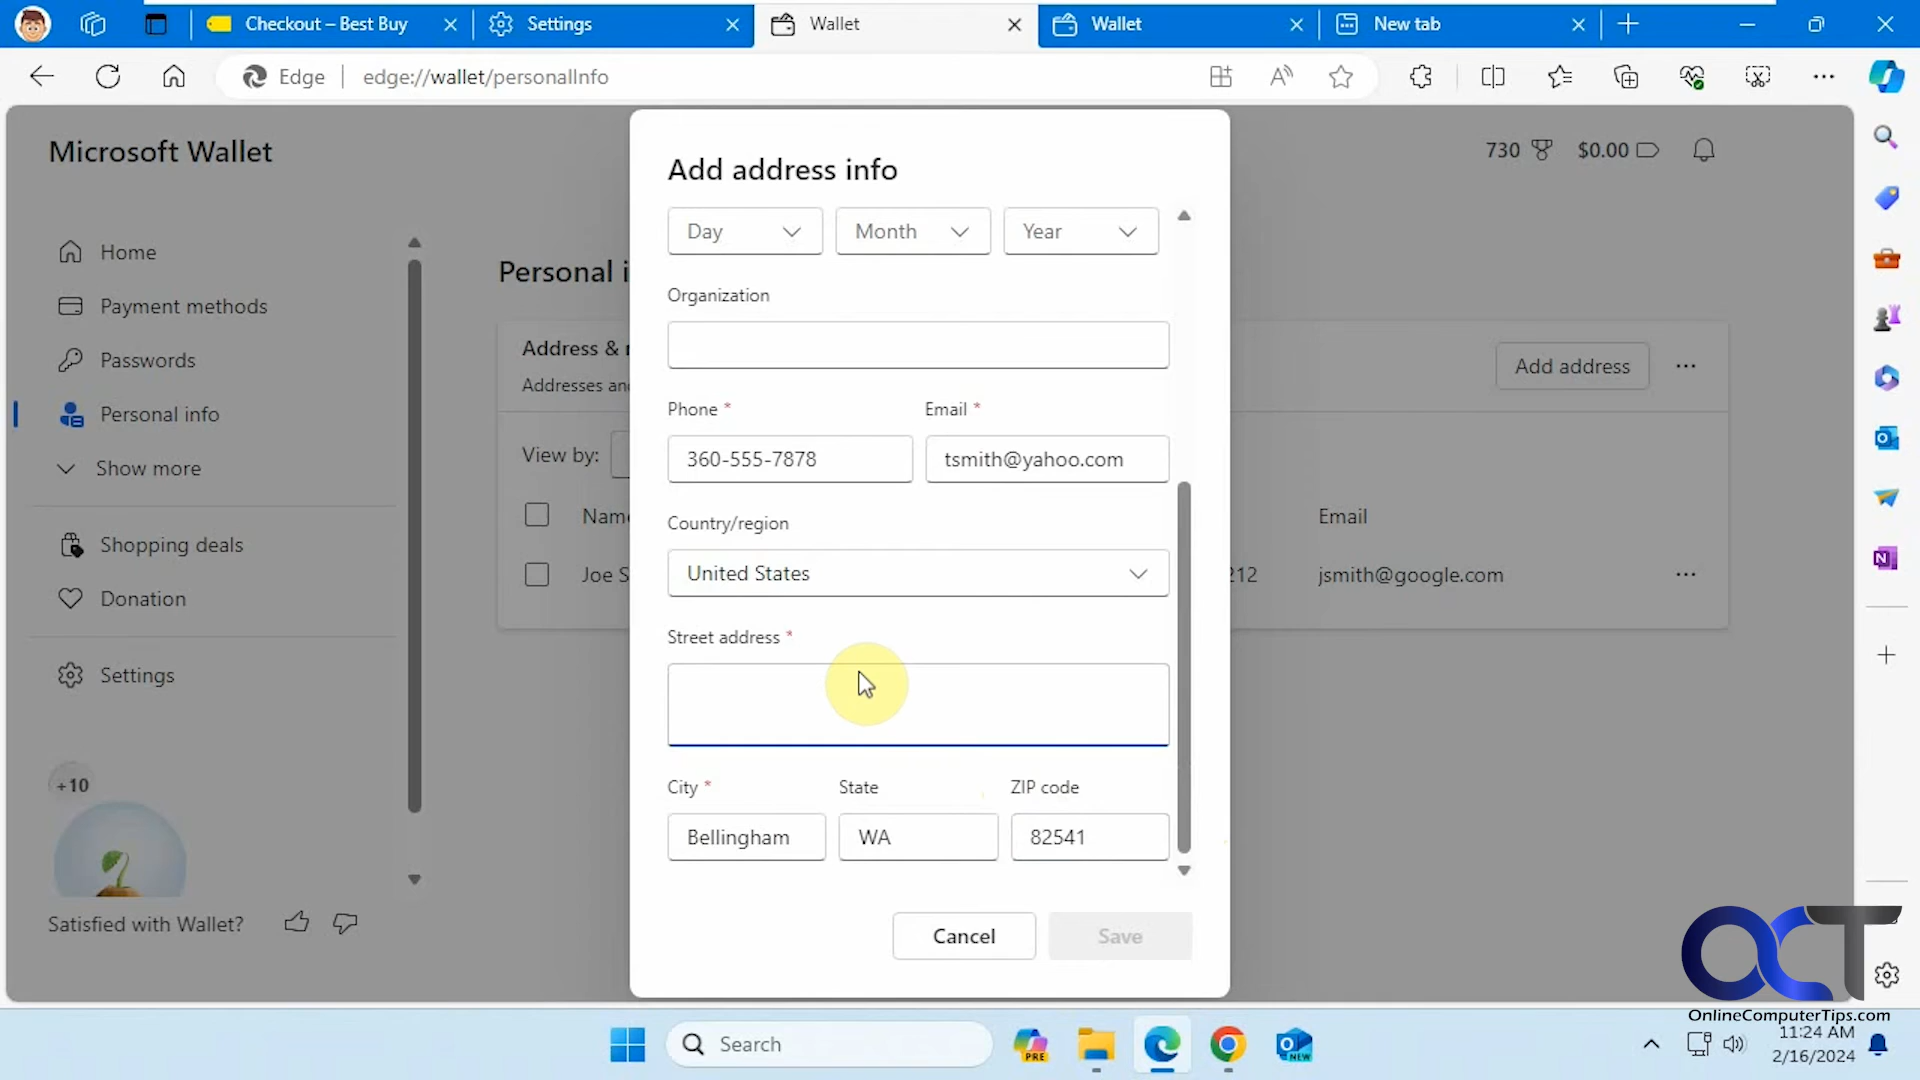 Checkout – Best Buy
Settings
Wallet
Wallet
New tab
Edge
edge://wallet/personalInfo
Microsoft Wallet
730
$0.00
Home
Payment methods
Passwords
Personal info
Show more
Shopping deals
Donation
Settings
+10
Satisfied with Wallet?
Personal i
Address &
Addresses an
Add address
View by:
Name
Email
Joe S
212
jsmith@google.com
Add address info
Day
Month
Year
Organization
Phone *
Email *
360-555-7878
tsmith@yahoo.com
Country/region
United States
Street address *
City *
State
ZIP code
Bellingham
WA
82541
Cancel
Save
OCT
OnlineComputerTips.com
Search
PRE
NEW
11:24 AM
2/16/2024